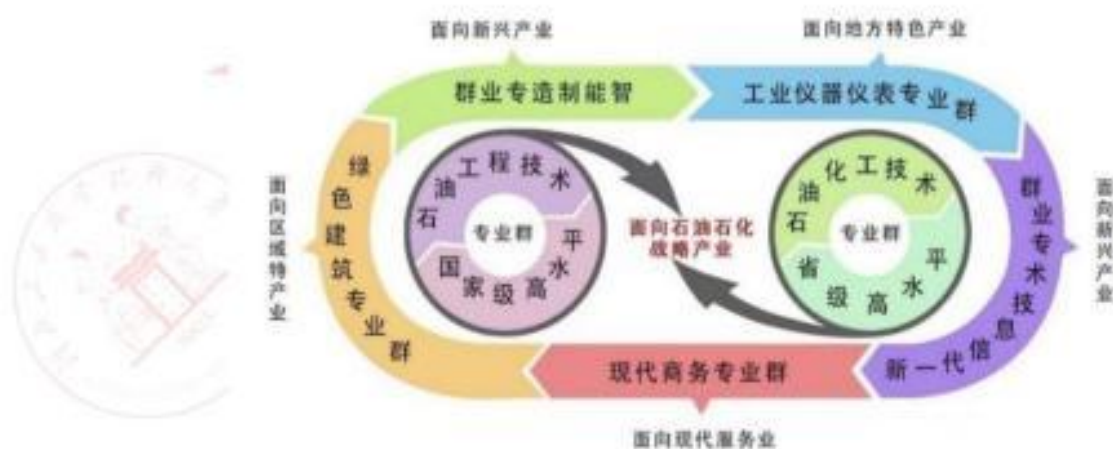 面向新兴产业
面向地方特色产业
群业专造制能智
工业仪器仪表专业群
绿色建筑专业群
面向区域特产业
石油工程技术
专业群
国家级高水平
面向石油石化
战略产业
石油化工技术
专业群
省级高水平
群业专术技息信代一新
面向新兴产业
现代商务专业群
面向现代服务业